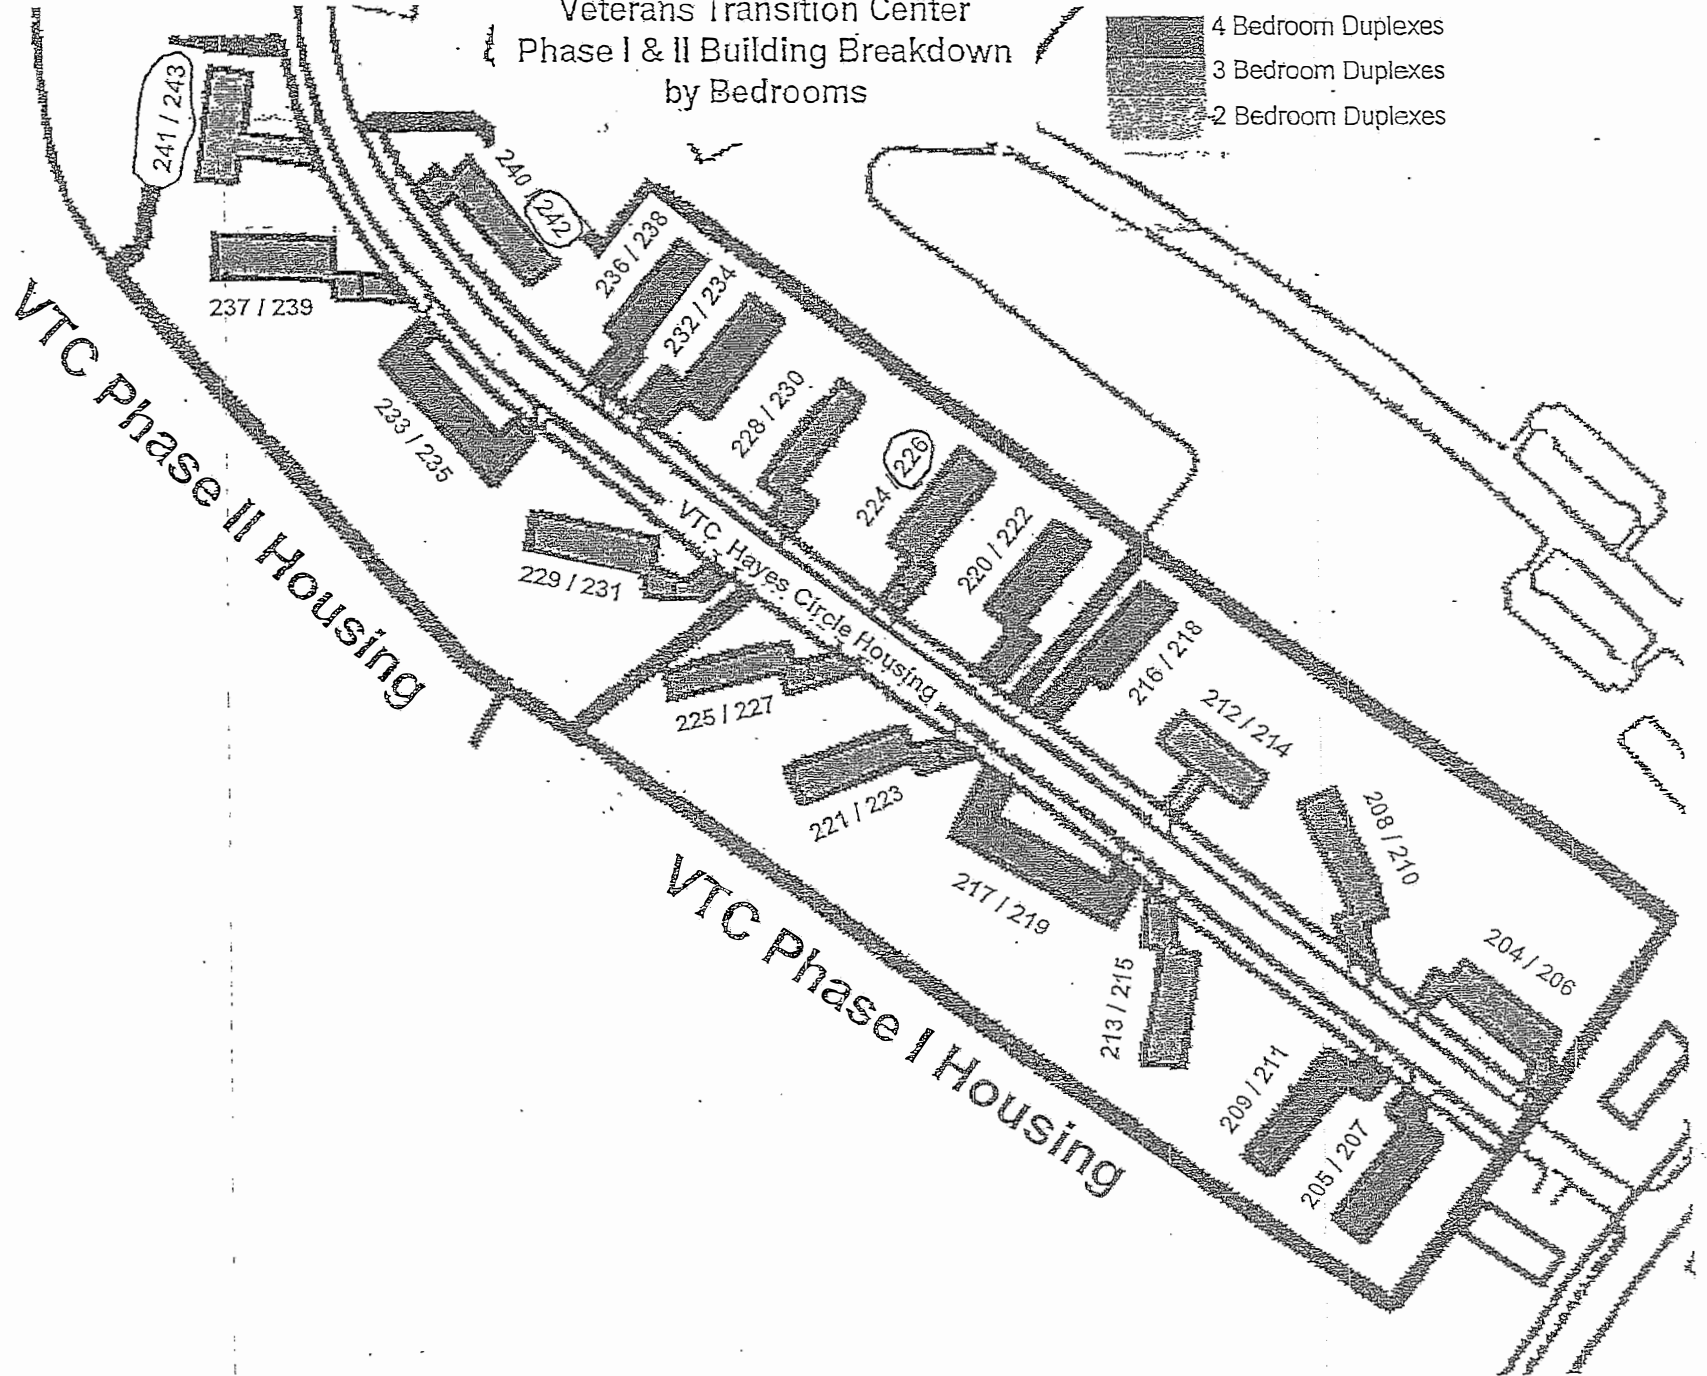 Veterans Transition Center
Phase I & II Building Breakdown
by Bedrooms
4 Bedroom Duplexes
3 Bedroom Duplexes
2 Bedroom Duplexes
241 / 243
240 / 242
237 / 239
236 / 238
232 / 234
233 / 235
228 / 230
224 / 226
220 / 222
229 / 231
VTC Hayes Circle Housing
225 / 227
216 / 218
212 / 214
221 / 223
208 / 210
217 / 219
204 / 206
213 / 215
209 / 211
205 / 207
VTC Phase II Housing
VTC Phase I Housing